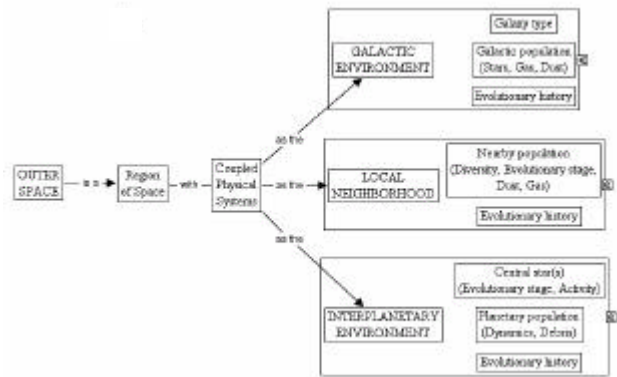 Galaxy type
GALACTIC
ENVIRONMENT
Galactic population
(Stars, Gas, Dust)
Evolutionary history
as the
OUTER
SPACE
is a
Region
of Space
with
Coupled
Physical
Systems
as the
LOCAL
NEIGHBORHOOD
Nearby population
(Diversity, Evolutionary stage,
Dust, Gas)
Evolutionary history
as the
INTERPLANETARY
ENVIRONMENT
Central star(s)
(Evolutionary stage, Activity)
Planetary population
(Dynamics, Debris)
Evolutionary history